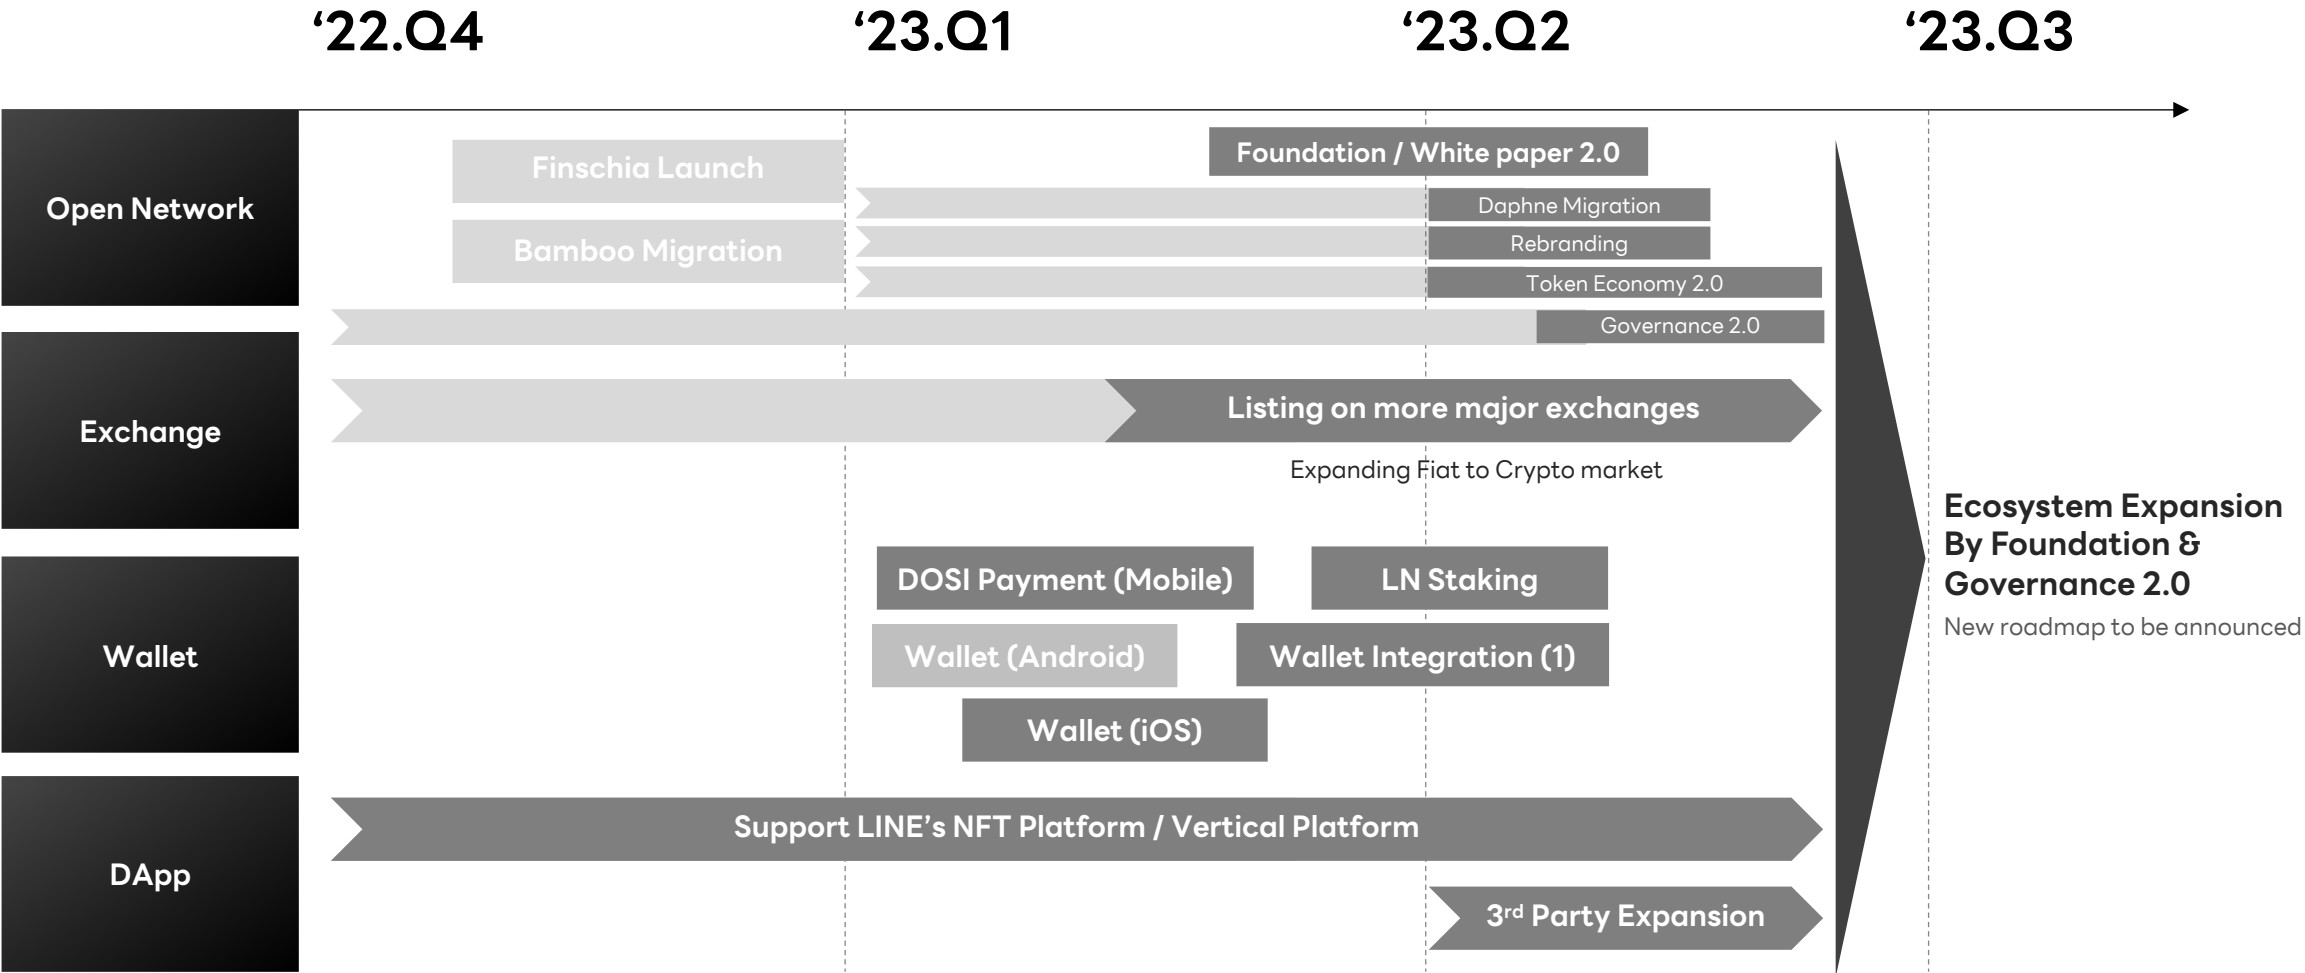 ‘22.Q4
‘23.Q1
‘23.Q2
‘23.Q3
Open Network
Finschia Launch
Bamboo Migration
Foundation / White paper 2.0
Daphne Migration
Rebranding
Token Economy 2.0
Governance 2.0
Exchange
Listing on more major exchanges
Expanding Fiat to Crypto market
Wallet
DOSI Payment (Mobile)
LN Staking
Wallet (Android)
Wallet Integration (1)
Wallet (iOS)
DApp
Support LINE’s NFT Platform / Vertical Platform
3rd Party Expansion
Ecosystem Expansion
By Foundation &
Governance 2.0
New roadmap to be announced